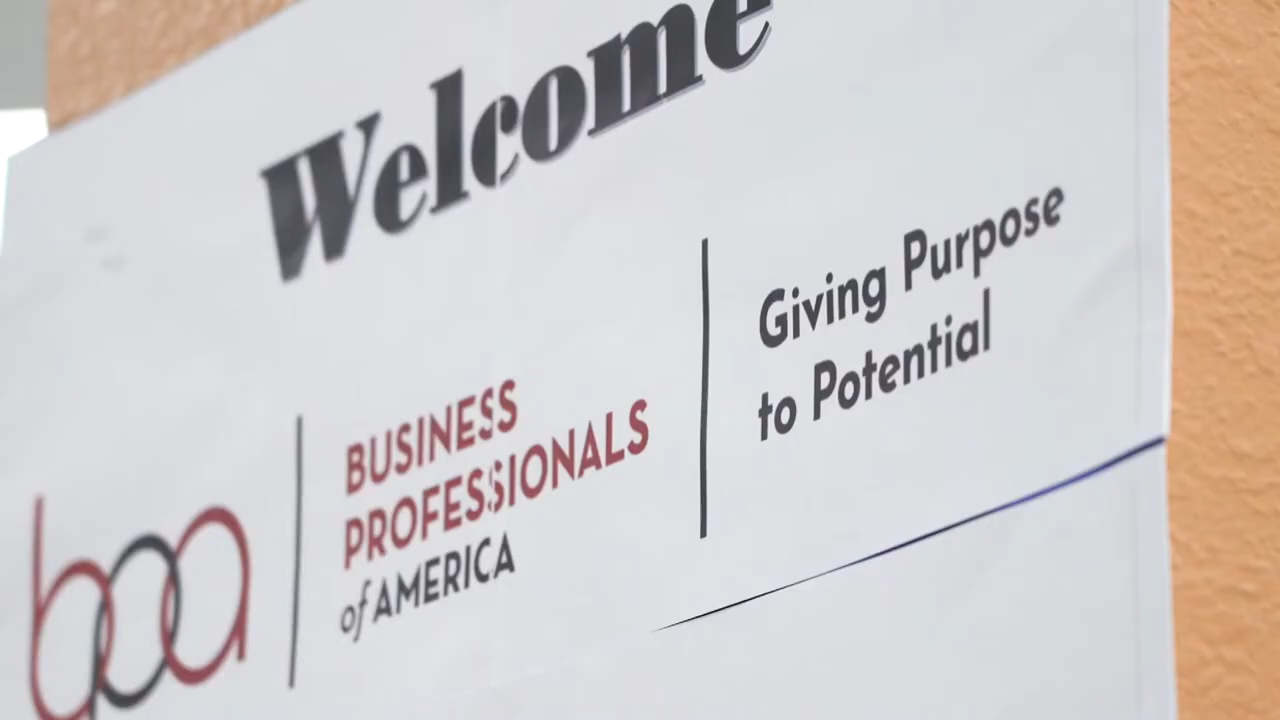 Welcome
bpa
BUSINESS
PROFESSIONALS
of AMERICA
Giving Purpose
to Potential